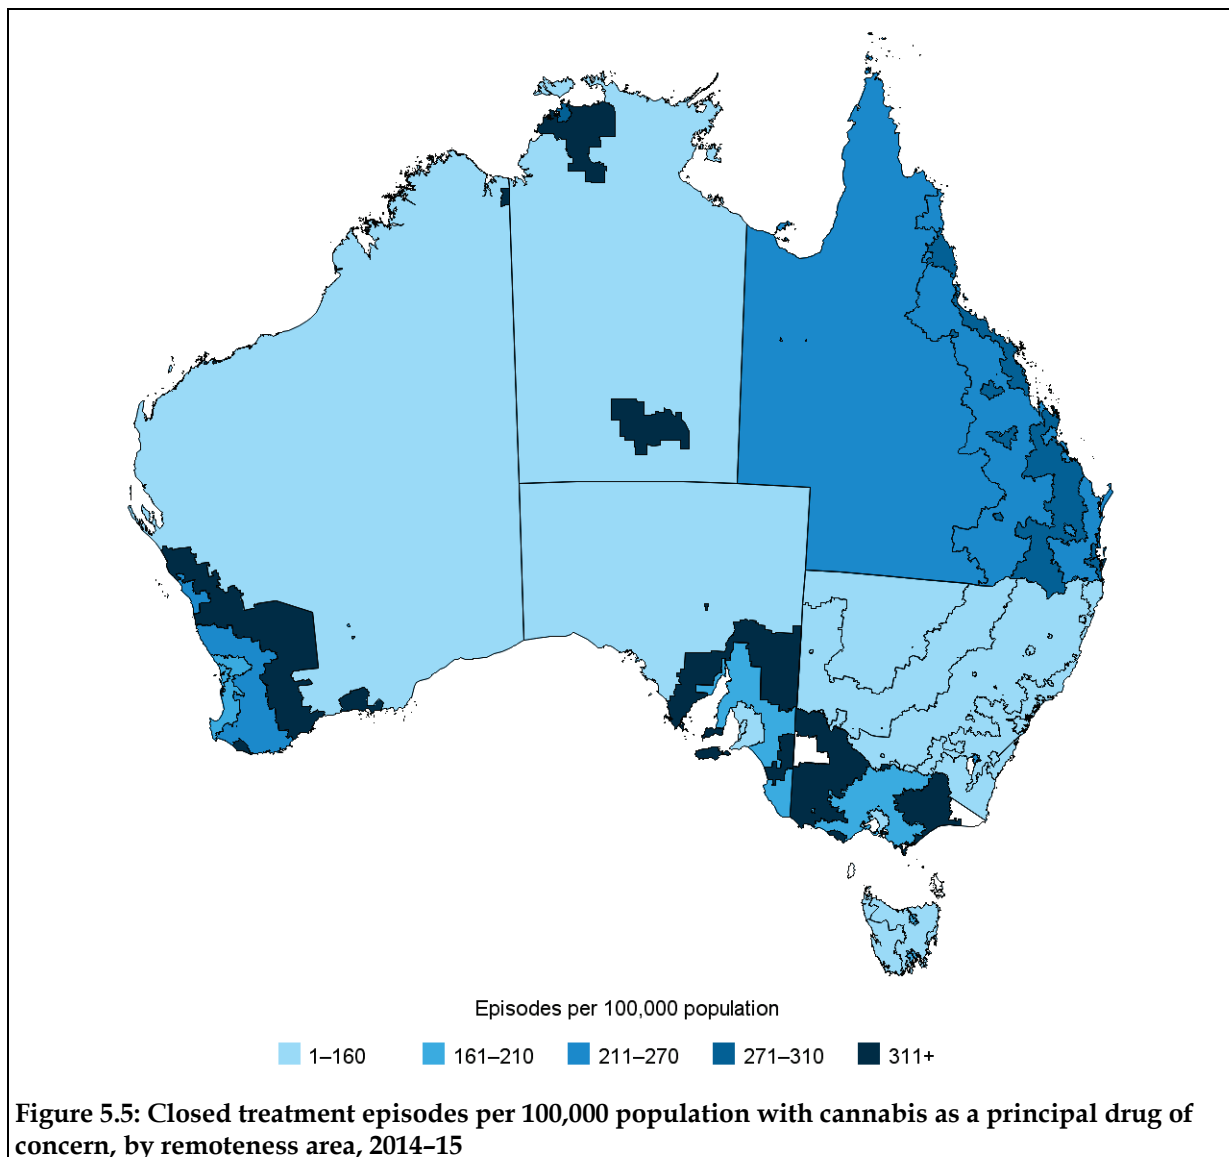 Episodes per 100,000 population
1–160 161–210 211–270 271–310 311+
Figure 5.5: Closed treatment episodes per 100,000 population with cannabis as a principal drug of
concern, by remoteness area, 2014–15